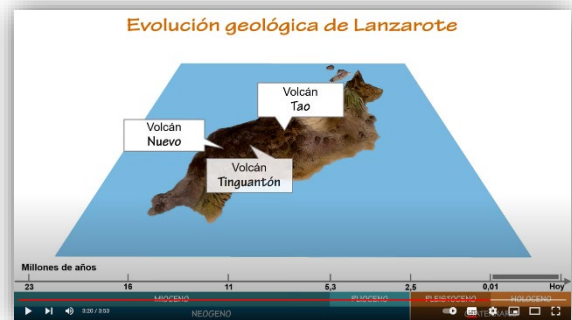 Evolución geológica de Lanzarote
Volcán
Tao
Volcán
Nuevo
Volcán
Tinguantón
Millones de años
23 16 11 5,3 2,5 0,01 Hoy
MIOCENO PLIOCENO PLEISTOCENO HOLOCENO
3:20 / 3:53
NEOGENO CUATERNARIO